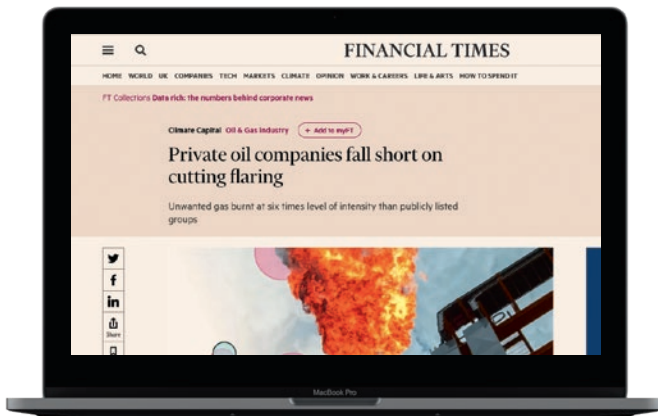 FINANCIAL TIMES
HOME WORLD UK COMPANIES TECH MARKETS CLIMATE OPINION WORK & CAREERS LIFE & ARTS HOW TO SPEND IT
FT Collections Data rich: the numbers behind corporate news
Climate Capital Oil & Gas industry + Add to myFT
Private oil companies fall short on
cutting flaring
Unwanted gas burnt at six times level of intensity than publicly listed
groups
Share
MacBook Pro